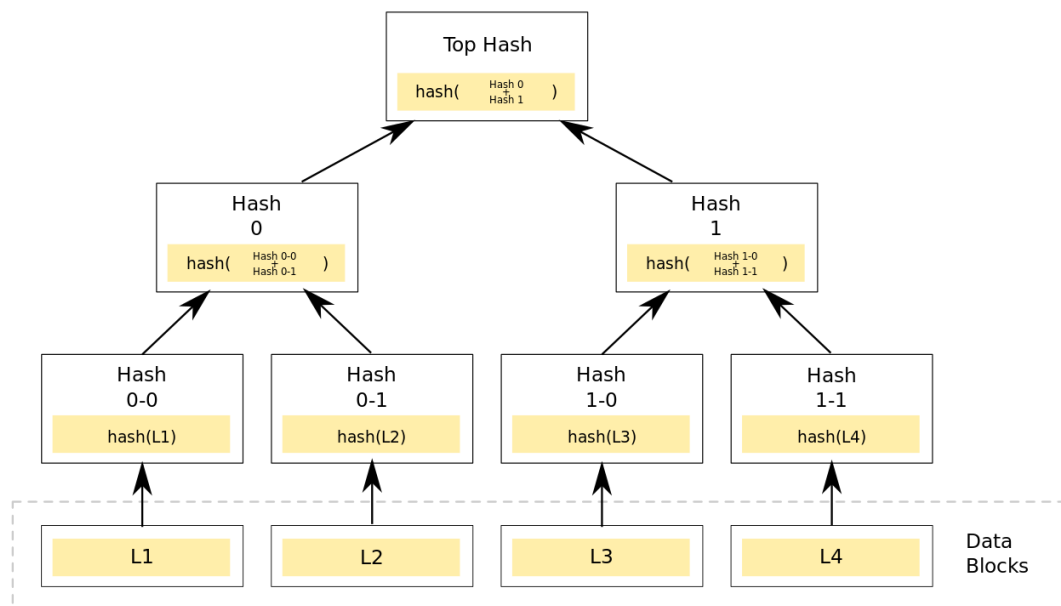 Top Hash
hash( Hash 0 + Hash 1 )
Hash
0
hash( Hash 0-0 + Hash 0-1 )
Hash
1
hash( Hash 1-0 + Hash 1-1 )
Hash
0-0
hash(L1)
Hash
0-1
hash(L2)
Hash
1-0
hash(L3)
Hash
1-1
hash(L4)
L1
L2
L3
L4
Data
Blocks